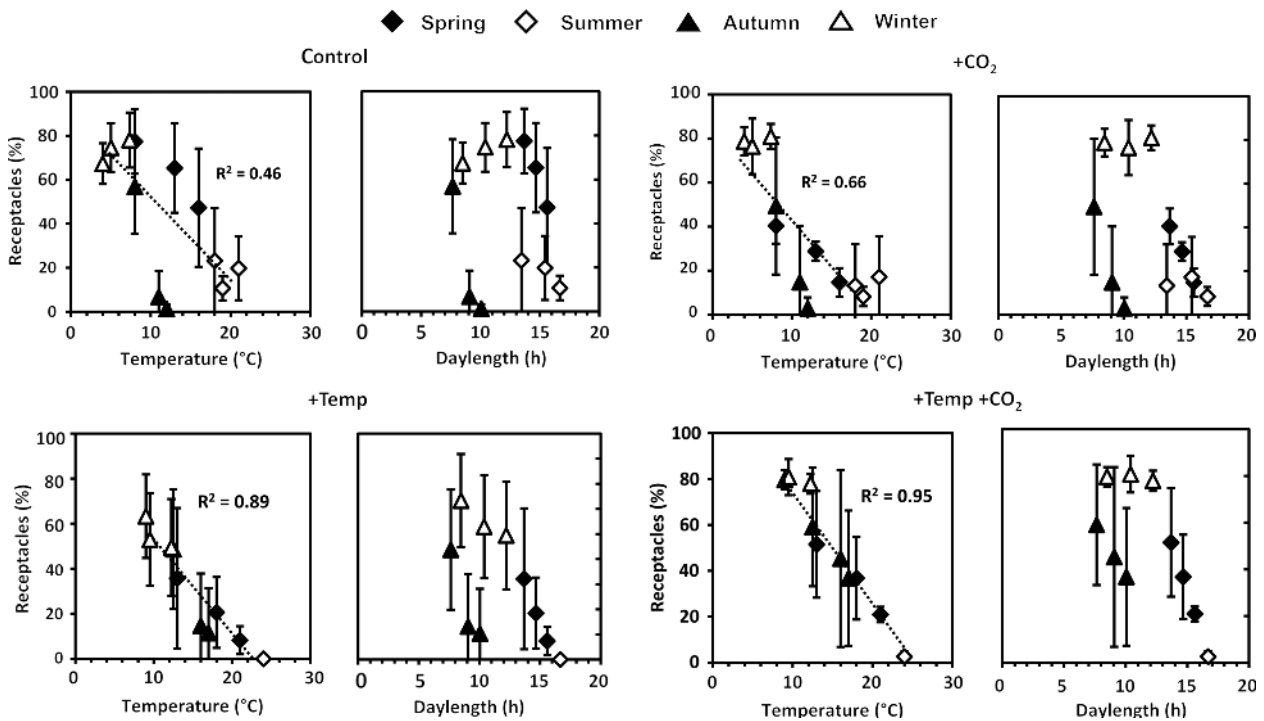 Spring Summer Autumn Winter
Control
+CO₂
Receptacles (%)
100
80
60
40
20
0
R² = 0.46
0 10 20 30
Temperature (°C)
0 5 10 15 20
Daylength (h)
Receptacles (%)
100
80
60
40
20
0
R² = 0.66
0 10 20 30
Temperature (°C)
0 5 10 15 20
Daylength (h)
+Temp
+Temp +CO₂
Receptacles (%)
100
80
60
40
20
0
R² = 0.89
0 10 20 30
Temperature (°C)
0 5 10 15 20
Daylength (h)
Receptacles (%)
100
80
60
40
20
0
R² = 0.95
0 10 20 30
Temperature (°C)
0 5 10 15 20
Daylength (h)